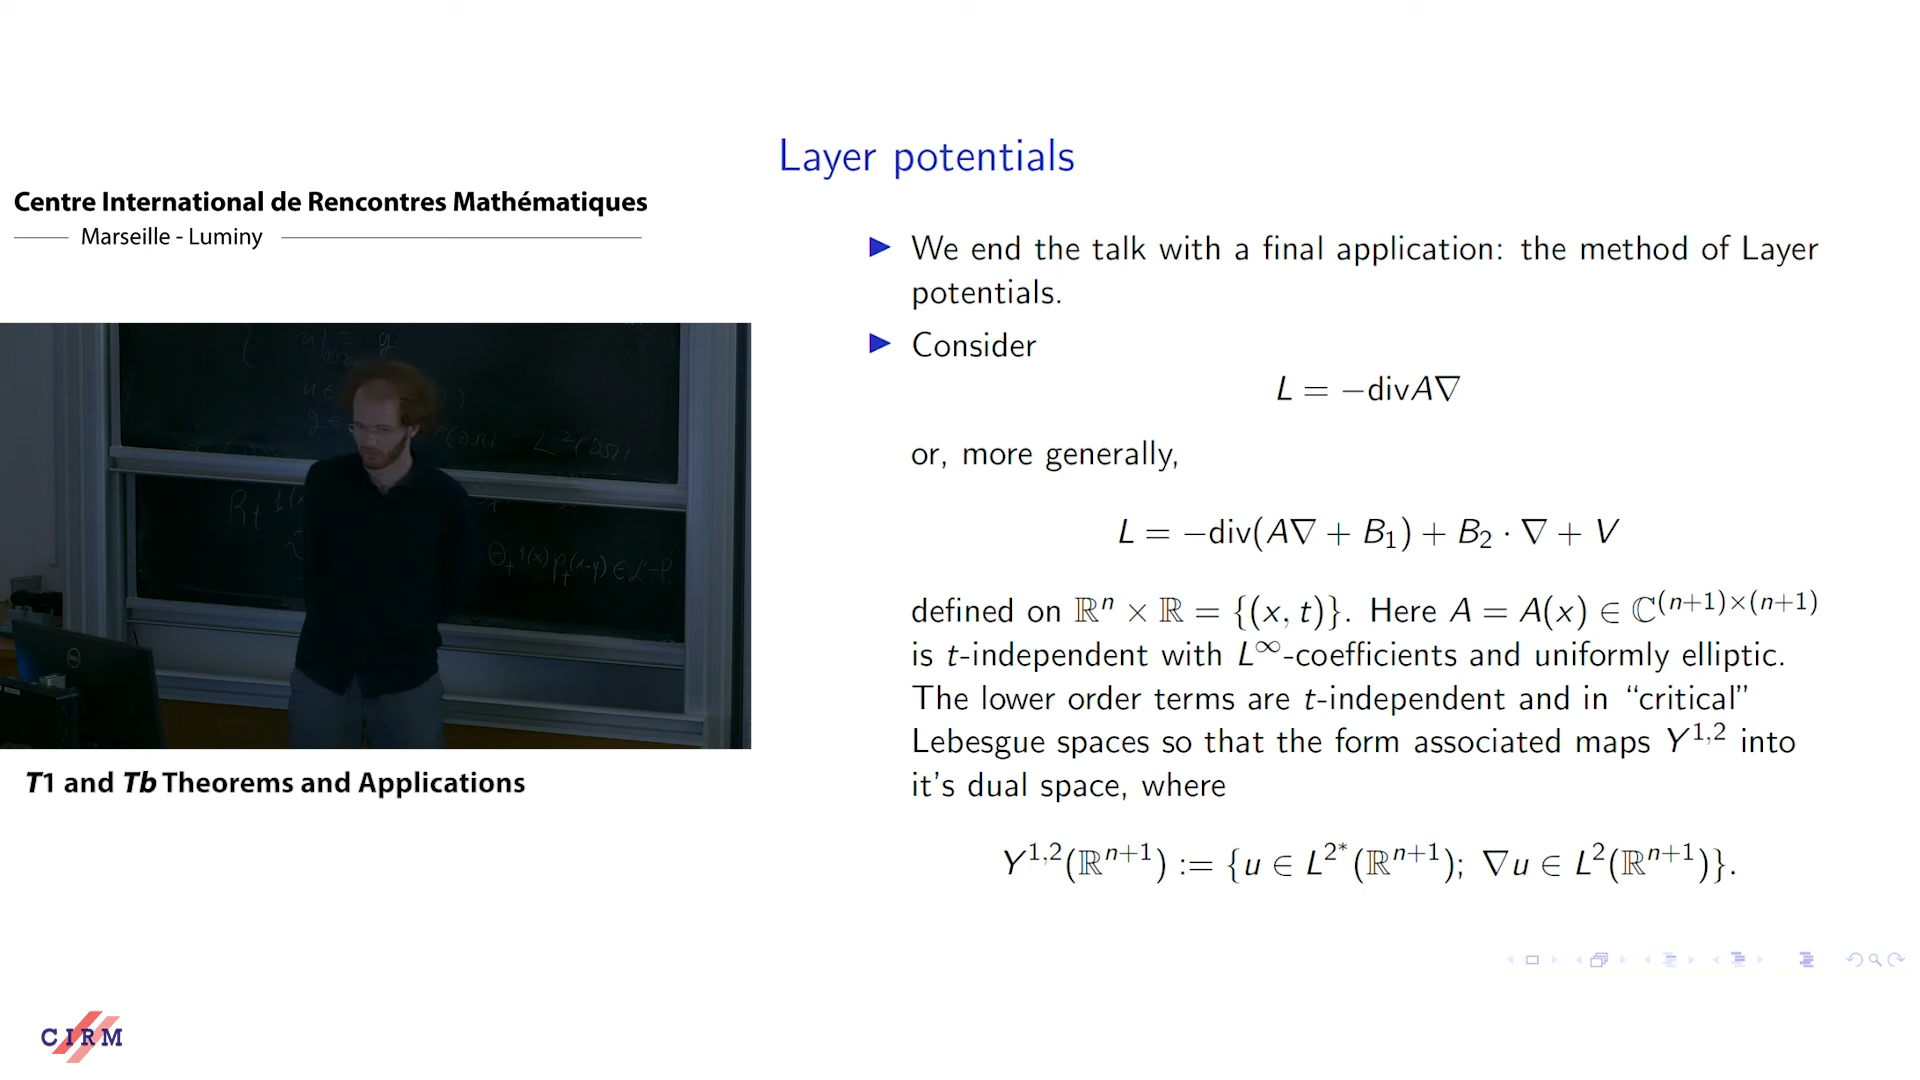 Centre International de Rencontres Mathématiques
Marseille - Luminy
T1 and Tb Theorems and Applications
CIRM
Layer potentials
We end the talk with a final application: the method of Layer
potentials.
Consider
L = −divA∇
or, more generally,
L = −div(A∇ + B₁) + B₂ · ∇ + V
defined on ℝⁿ × ℝ = {(x, t)}. Here A = A(x) ∈ ℂ⁽ⁿ⁺¹⁾ˣ⁽ⁿ⁺¹⁾
is t-independent with L^∞-coefficients and uniformly elliptic.
The lower order terms are t-independent and in “critical”
Lebesgue spaces so that the form associated maps Y^{1,2} into
it's dual space, where
Y^{1,2}(ℝⁿ⁺¹) := {u ∈ L^{2*}(ℝⁿ⁺¹); ∇u ∈ L²(ℝⁿ⁺¹)}.